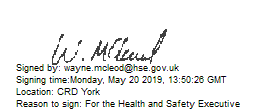 W. McLeod
Signed by: wayne.mcleod@hse.gov.uk
Signing time:Monday, May 20 2019, 13:50:26 GMT
Location: CRD York
Reason to sign: For the Health and Safety Executive